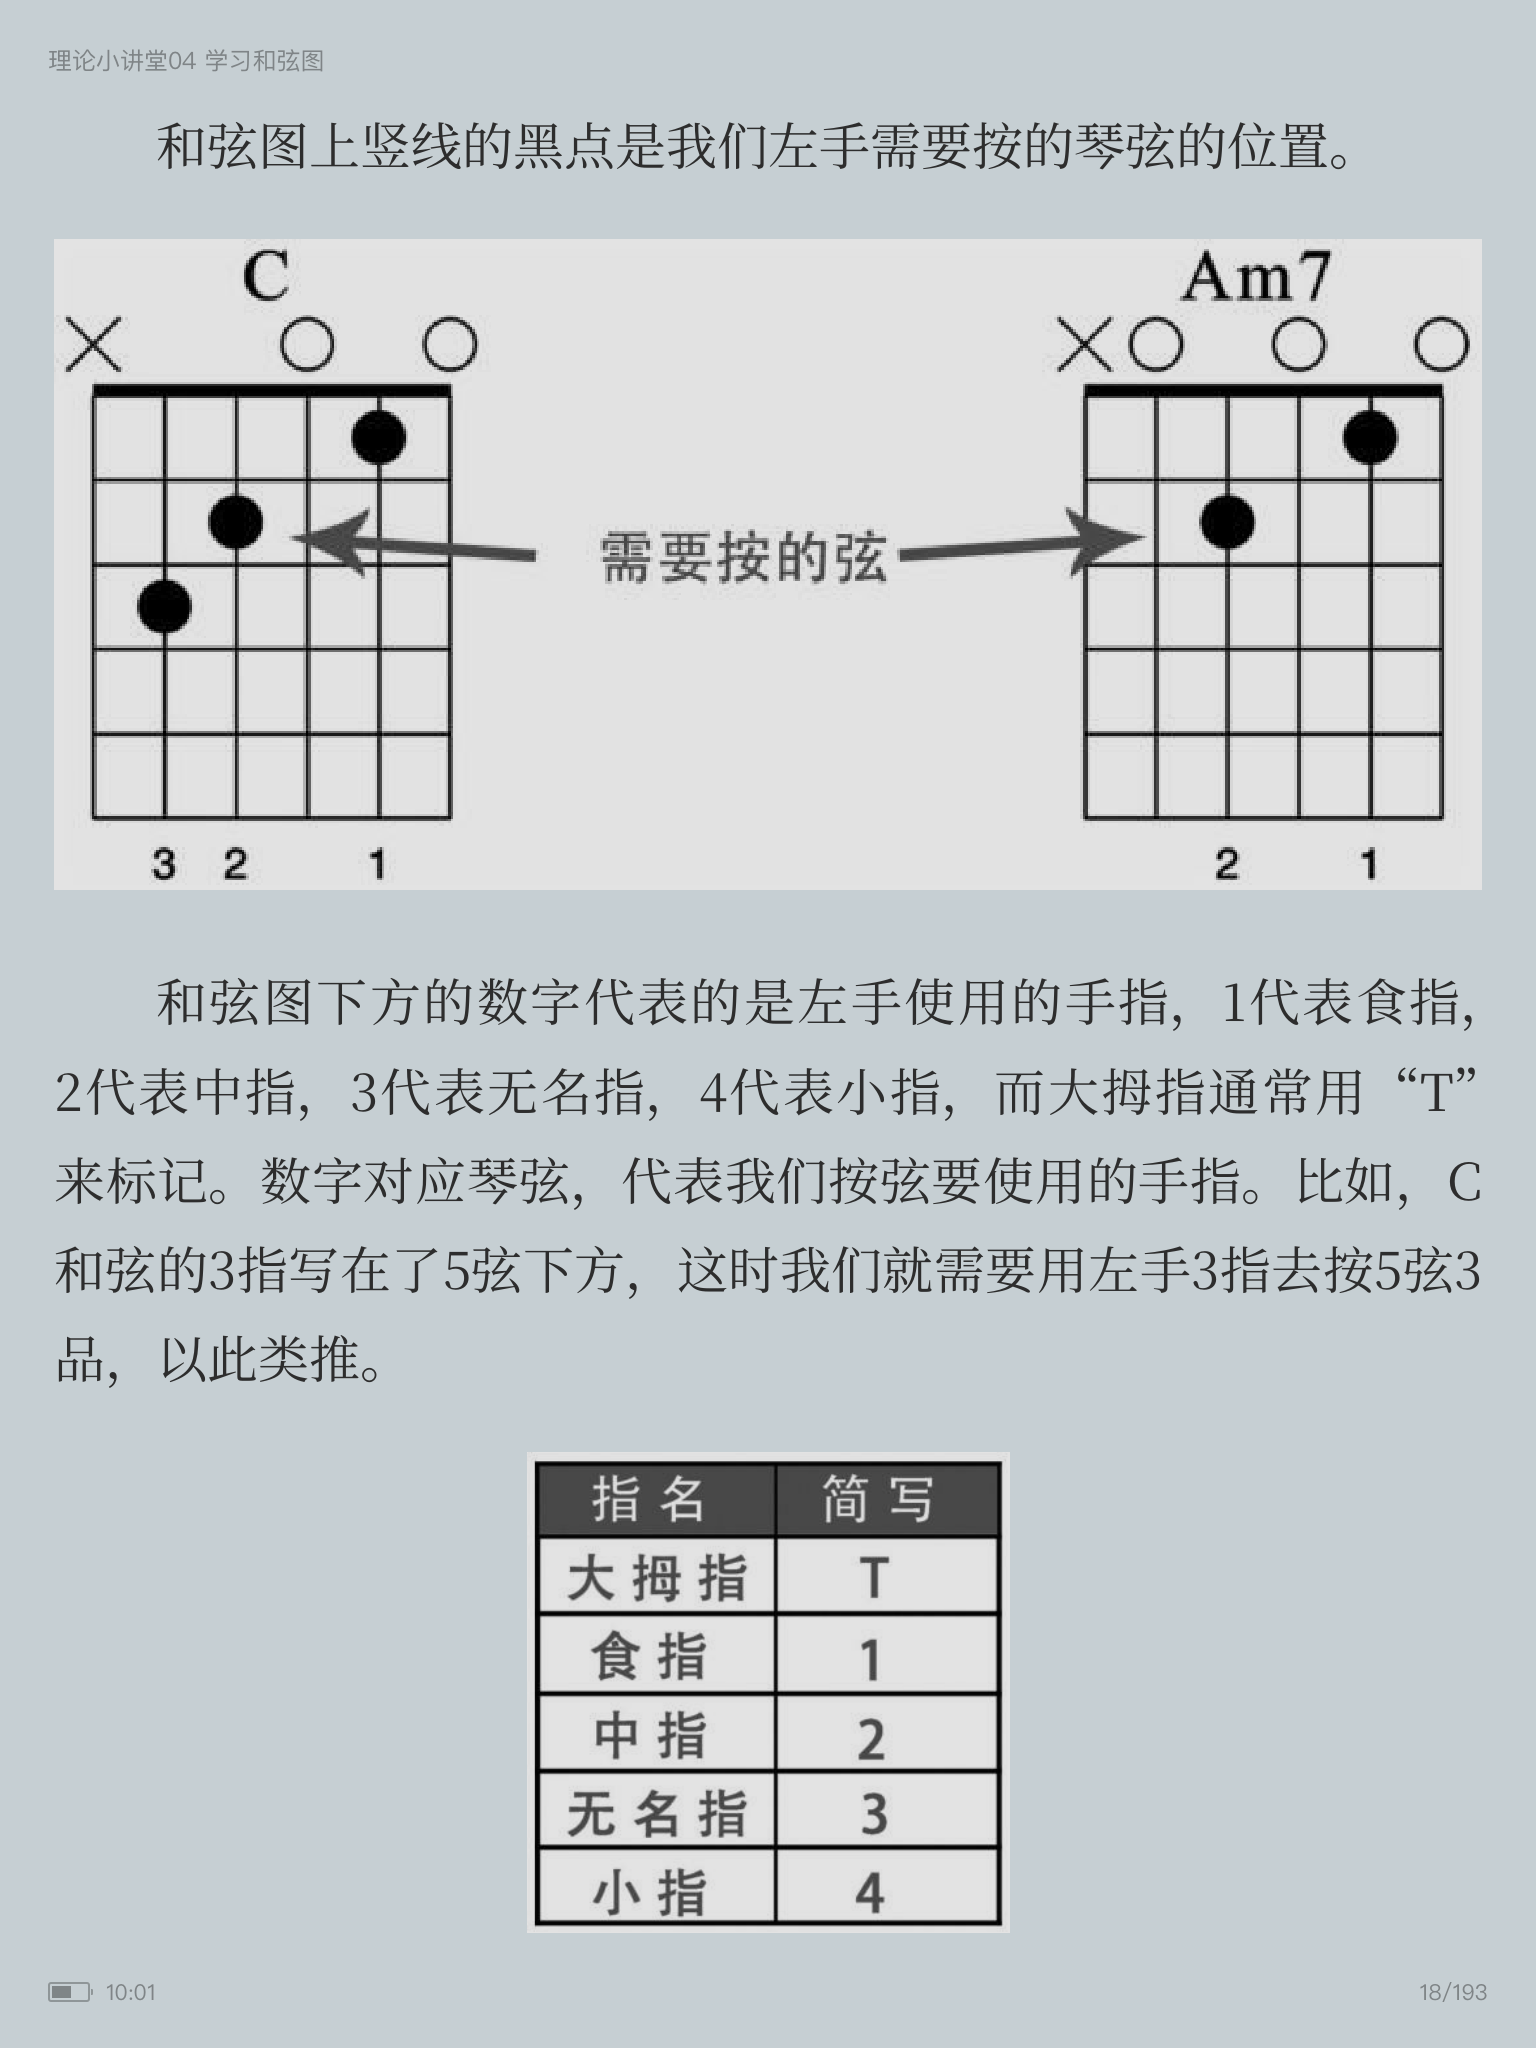 理论小讲堂04 学习和弦图
和弦图上竖线的黑点是我们左手需要按的琴弦的位置。
C
Am7
需要按的弦
3 2 1
2 1
和弦图下方的数字代表的是左手使用的手指，1代表食指，
2代表中指，3代表无名指，4代表小指，而大拇指通常用“T”
来标记。数字对应琴弦，代表我们按弦要使用的手指。比如，C
和弦的3指写在了5弦下方，这时我们就需要用左手3指去按5弦3
品，以此类推。
指名 简写
大拇指 T
食指 1
中指 2
无名指 3
小指 4
10:01
18/193